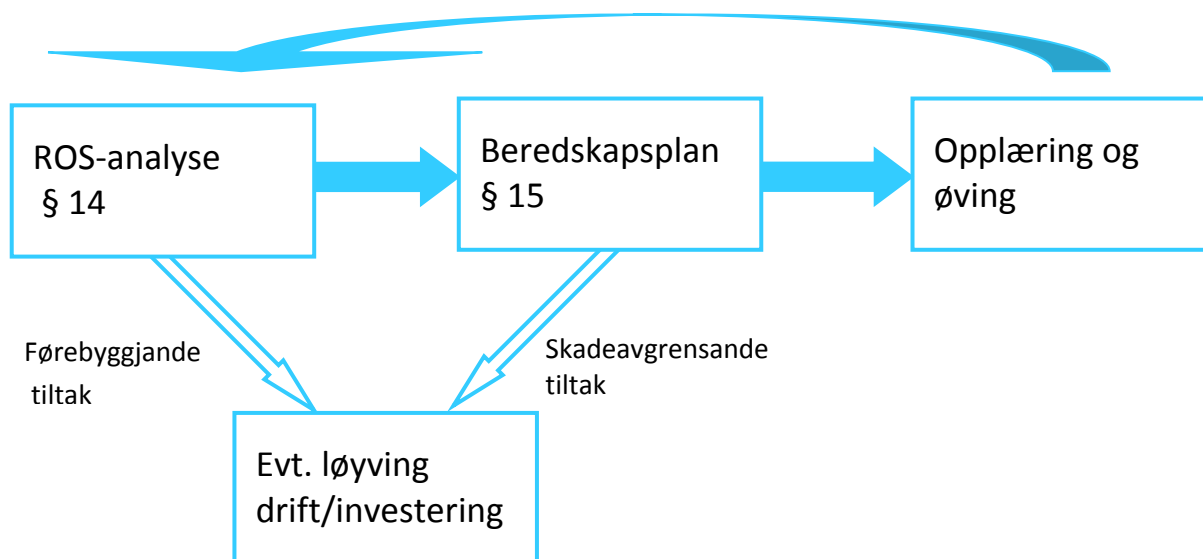 ROS-analyse
§ 14
Beredskapsplan
§ 15
Opplæring og
øving
Førebyggjande
tiltak
Skadeavgrensande
tiltak
Evt. løyving
drift/investering